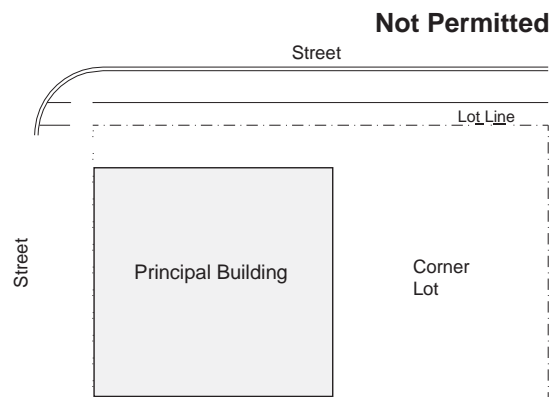 Not Permitted
Street
Lot Line
Street
Principal Building
Corner
Lot